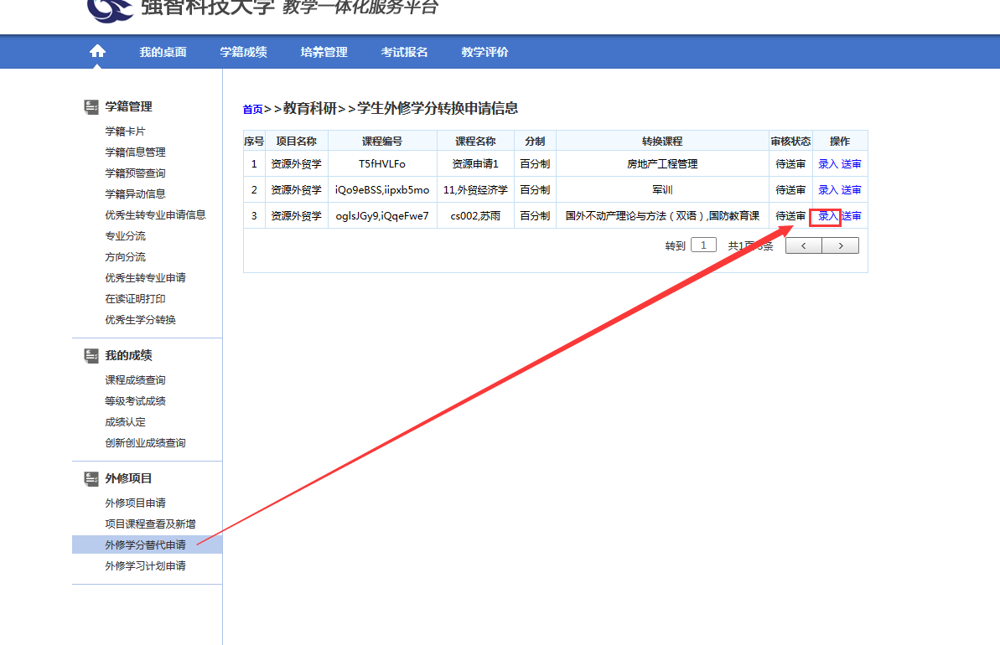 强智科技大学 教学一体化服务平台
我的桌面 学籍成绩 培养管理 考试报名 教学评价
学籍管理
学籍卡片
学籍信息管理
学籍预警查询
学籍异动信息
优秀生转专业申请信息
专业分流
方向分流
优秀生转专业申请
在读证明打印
优秀生学分转换
我的成绩
课程成绩查询
等级考试成绩
成绩认定
创新创业成绩查询
外修项目
外修项目申请
项目课程查看及新增
外修学分替代申请
外修学习计划申请
首页>>教育科研>>学生外修学分转换申请信息
序号 项目名称 课程编号 课程名称 分制 转换课程 审核状态 操作
1 资源外贸学 T5fHVLFo 资源申请1 百分制 房地产工程管理 待送审 录入 送审
2 资源外贸学 iQo9eBSS,iipxb5mo 11,外贸经济学 百分制 军训 待送审 录入 送审
3 资源外贸学 oglsJGy9,iQqeFwe7 cs002,苏雨 百分制 国外不动产理论与方法（双语）,国防教育课 待送审 录入 送审
转到 1 共1页3条 < >